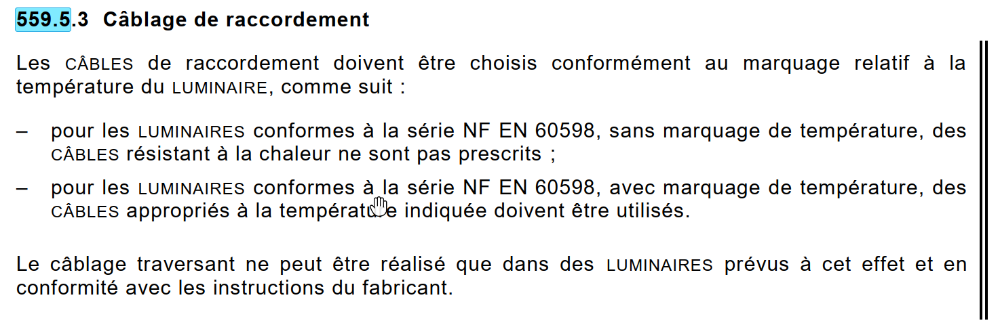 559.5.3 Câblage de raccordement
Les CÂBLES de raccordement doivent être choisis conformément au marquage relatif à la
température du LUMINAIRE, comme suit :
– pour les LUMINAIRES conformes à la série NF EN 60598, sans marquage de température, des
CÂBLES résistant à la chaleur ne sont pas prescrits ;
– pour les LUMINAIRES conformes à la série NF EN 60598, avec marquage de température, des
CÂBLES appropriés à la température indiquée doivent être utilisés.
Le câblage traversant ne peut être réalisé que dans des LUMINAIRES prévus à cet effet et en
conformité avec les instructions du fabricant.